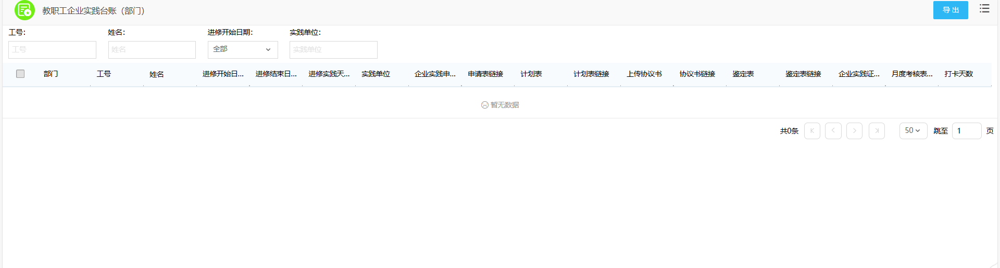 教职工企业实践台账（部门）
导出
工号：
姓名：
进修开始日期：
实践单位：
工号
姓名
全部
实践单位
部门 工号 姓名 进修开始日... 进修结束日... 进修实践天... 实践单位 企业实践申... 申请表链接 计划表 计划表链接 上传协议书 协议书链接 鉴定表 鉴定表链接 企业实践证... 月度考核表... 打卡天数
暂无数据
共0条 50 跳至 1 页